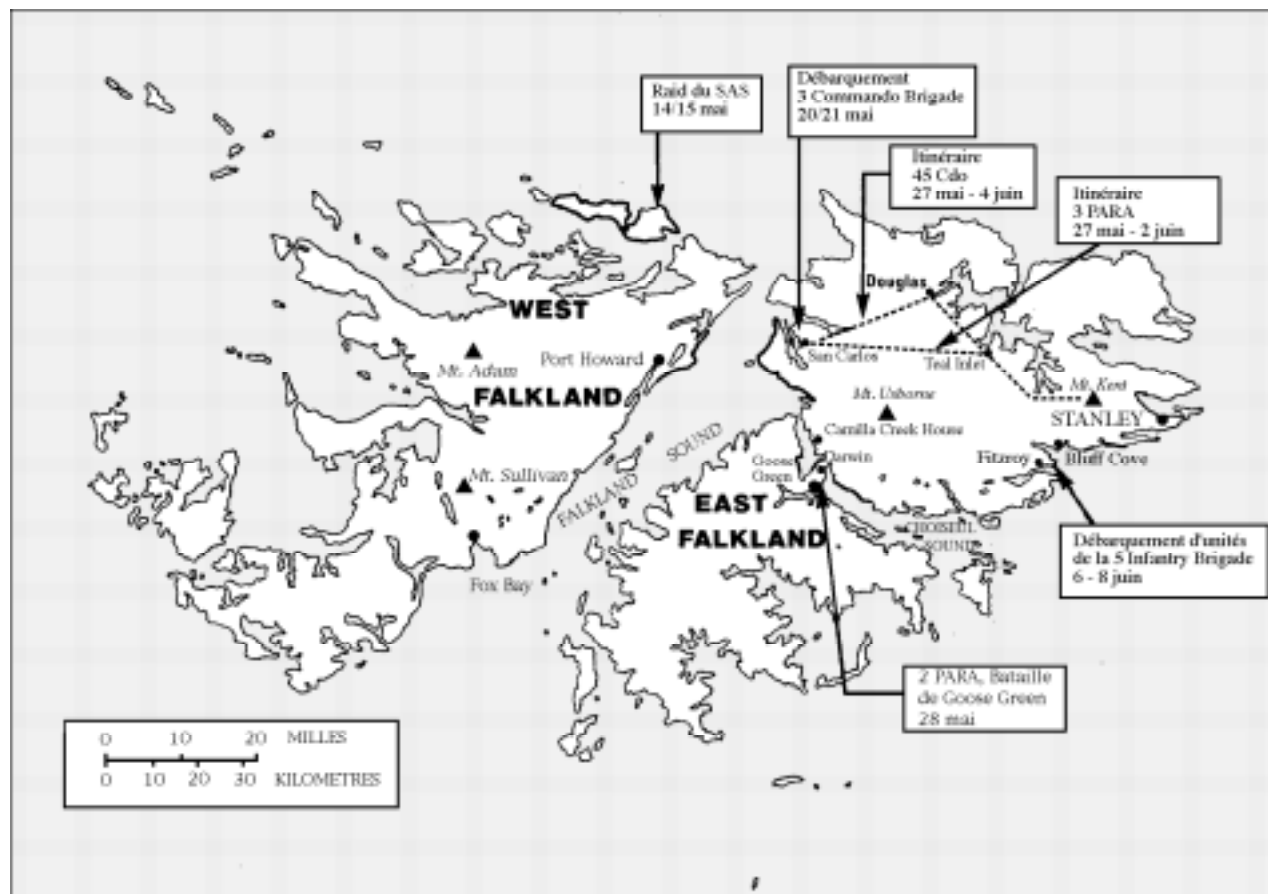 Raid du SAS
14/15 mai
Débarquement
3 Commando Brigade
20/21 mai
Itinéraire
45 Cdo
27 mai - 4 juin
Itinéraire
3 PARA
27 mai - 2 juin
Douglas
WEST
Port Howard
San Carlos
Teal Inlet
Mt. Adam
FALKLAND
Mt. Usborne
Mt. Kent
STANLEY
SOUND
Camilla Creek House
Goose
Green
Darwin
Fitzroy
Bluff Cove
Mt. Sullivan
FALKLAND
EAST
FALKLAND
CHOISEUL
SOUND
Débarquement d'unités
de la 5 Infantry Brigade
6 - 8 juin
Fox Bay
2 PARA, Bataille
de Goose Green
28 mai
0 10 20 MILLES
0 10 20 30 KILOMETRES